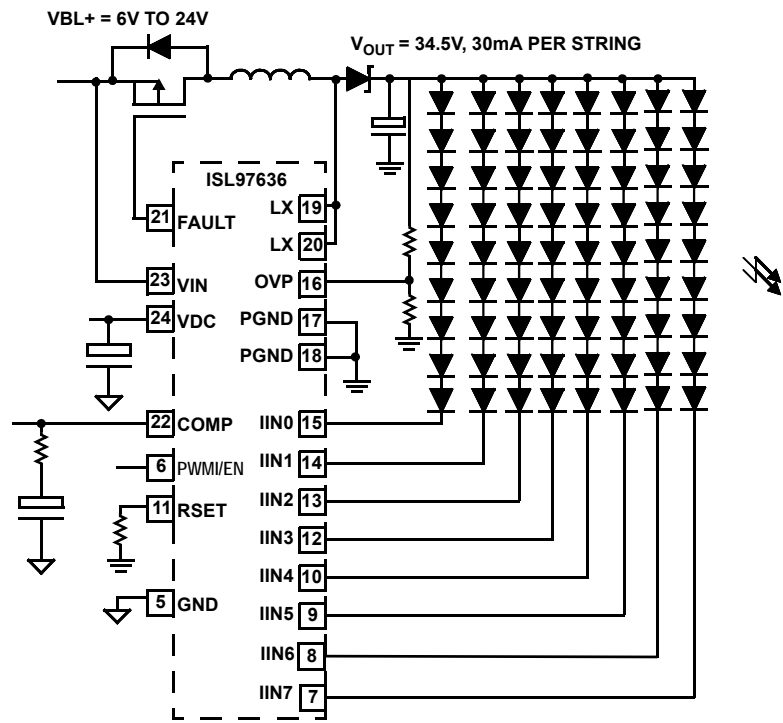 VBL+ = 6V TO 24V
VOUT = 34.5V, 30mA PER STRING
ISL97636
21 FAULT
LX 19
LX 20
23 VIN
OVP 16
24 VDC
PGND 17
PGND 18
22 COMP
IIN0 15
6 PWMI/EN
IIN1 14
11 RSET
IIN2 13
IIN3 12
IIN4 10
5 GND
IIN5 9
IIN6 8
IIN7 7